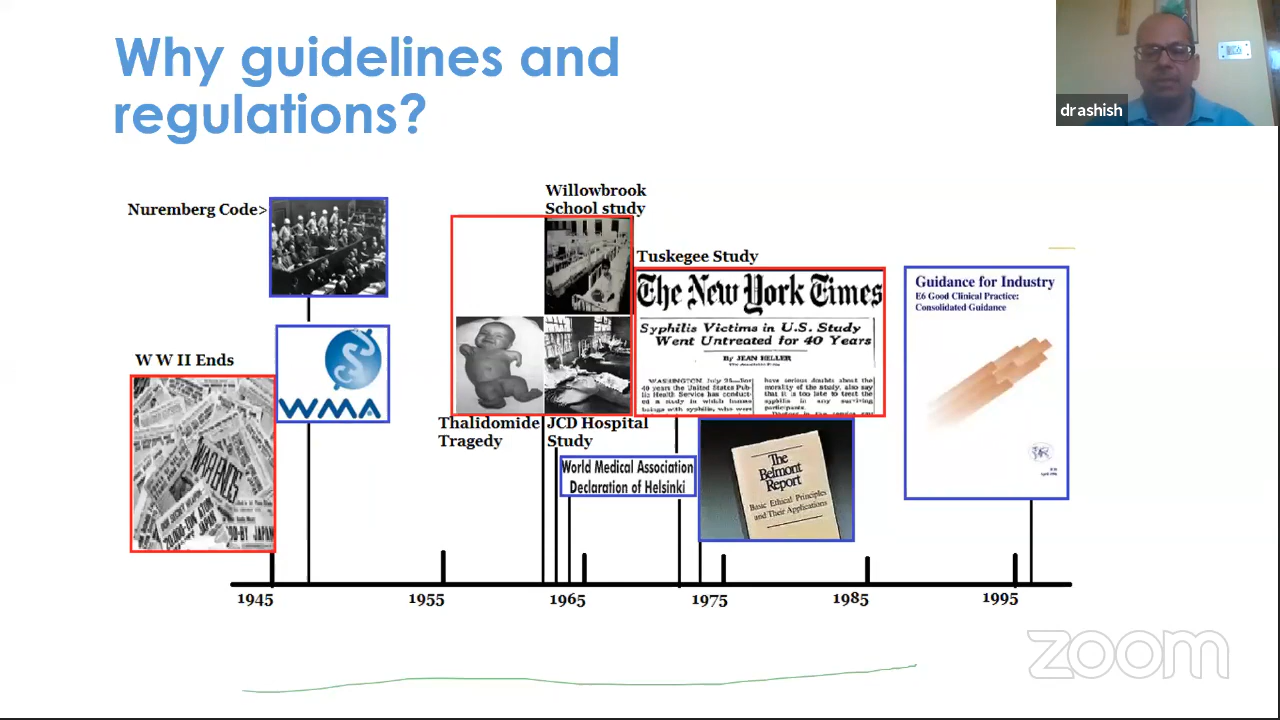 Why guidelines and
regulations?
drashish
Nuremberg Code>
WMA
W W II Ends
WAR ENDS
Willowbrook
School study
Thalidomide
Tragedy
JCD Hospital
Study
Tuskegee Study
The New York Times
Syphilis Victims in U.S. Study
Went Untreated for 40 Years
By JEAN HELLER
World Medical Association
Declaration of Helsinki
The
Belmont
Report
Basic Ethical Principles
and Their Applications
Guidance for Industry
E6 Good Clinical Practice:
Consolidated Guidance
1945
1955
1965
1975
1985
1995
zoom